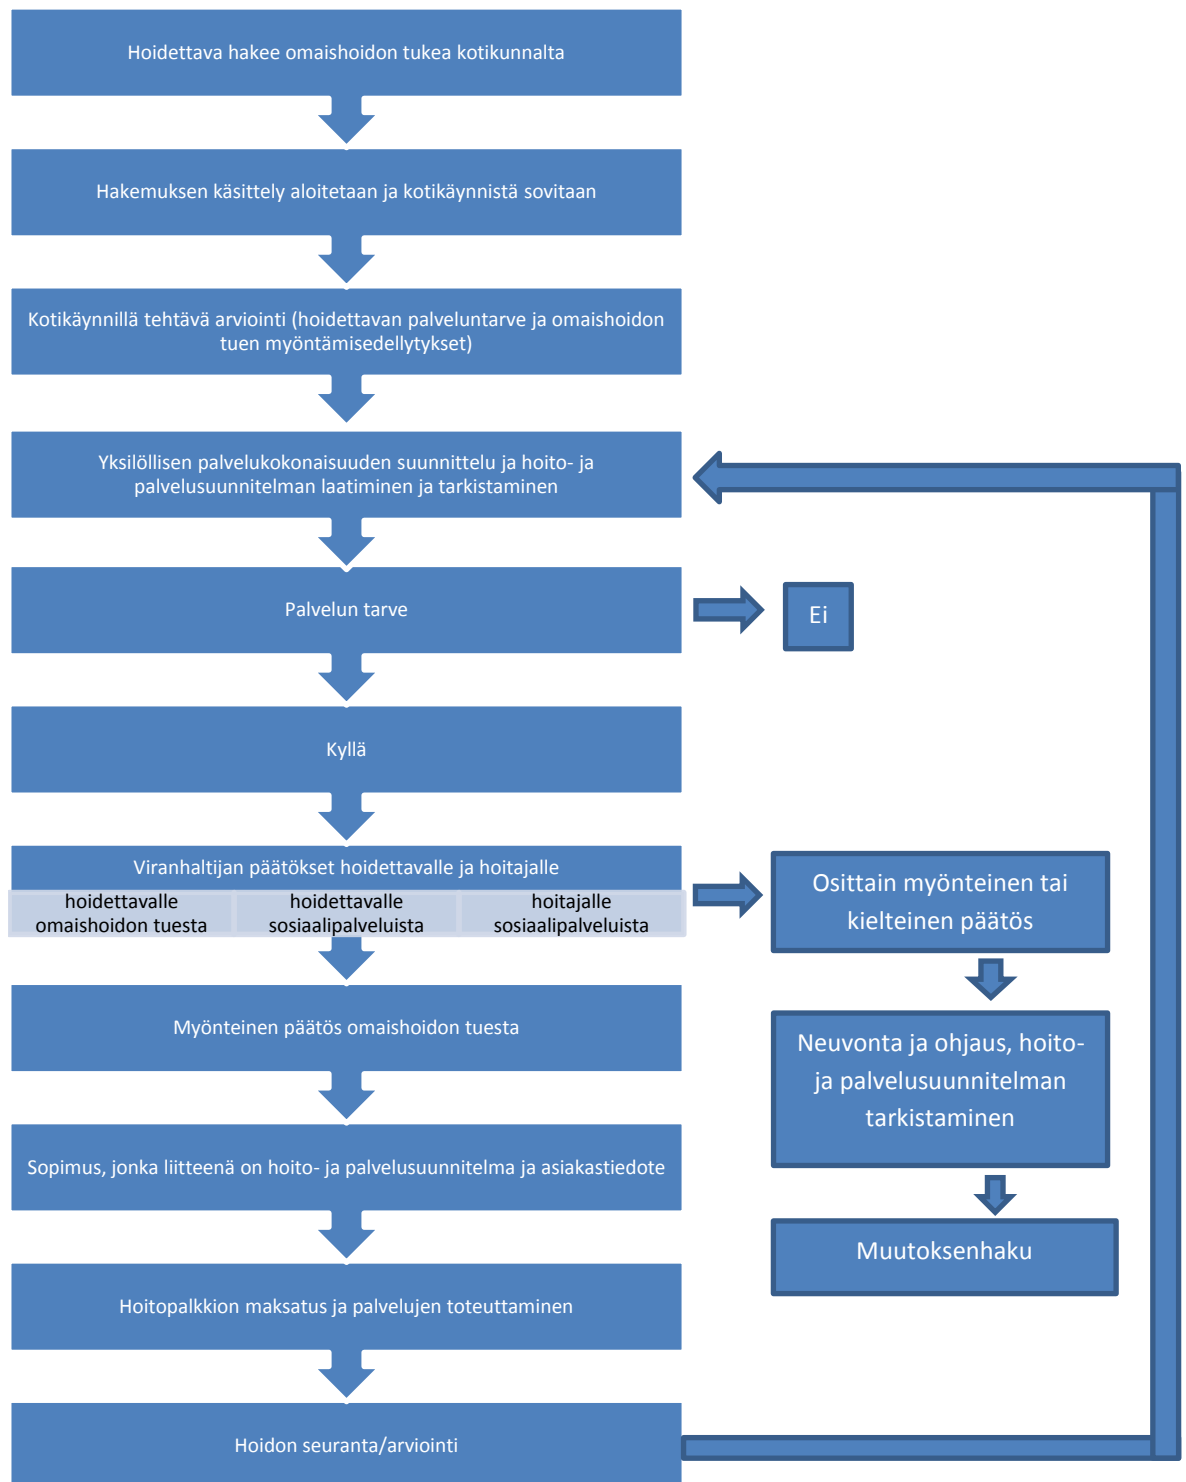 Hoidettava hakee omaishoidon tukea kotikunnalta
Hakemuksen käsittely aloitetaan ja kotikäynnistä sovitaan
Kotikäynnillä tehtävä arviointi (hoidettavan palveluntarve ja omaishoidon
tuen myöntämisedellytykset)
Yksilöllisen palvelukokonaisuuden suunnittelu ja hoito- ja
palvelusuunnitelman laatiminen ja tarkistaminen
Palvelun tarve
Ei
Kyllä
Viranhaltijan päätökset hoidettavalle ja hoitajalle
hoidettavalle
omaishoidon tuesta
hoidettavalle
sosiaalipalveluista
hoitajalle
sosiaalipalveluista
Osittain myönteinen tai
kielteinen päätös
Neuvonta ja ohjaus, hoito-
ja palvelusuunnitelman
tarkistaminen
Muutoksenhaku
Myönteinen päätös omaishoidon tuesta
Sopimus, jonka liitteenä on hoito- ja palvelusuunnitelma ja asiakastiedote
Hoitopalkkion maksatus ja palvelujen toteuttaminen
Hoidon seuranta/arviointi